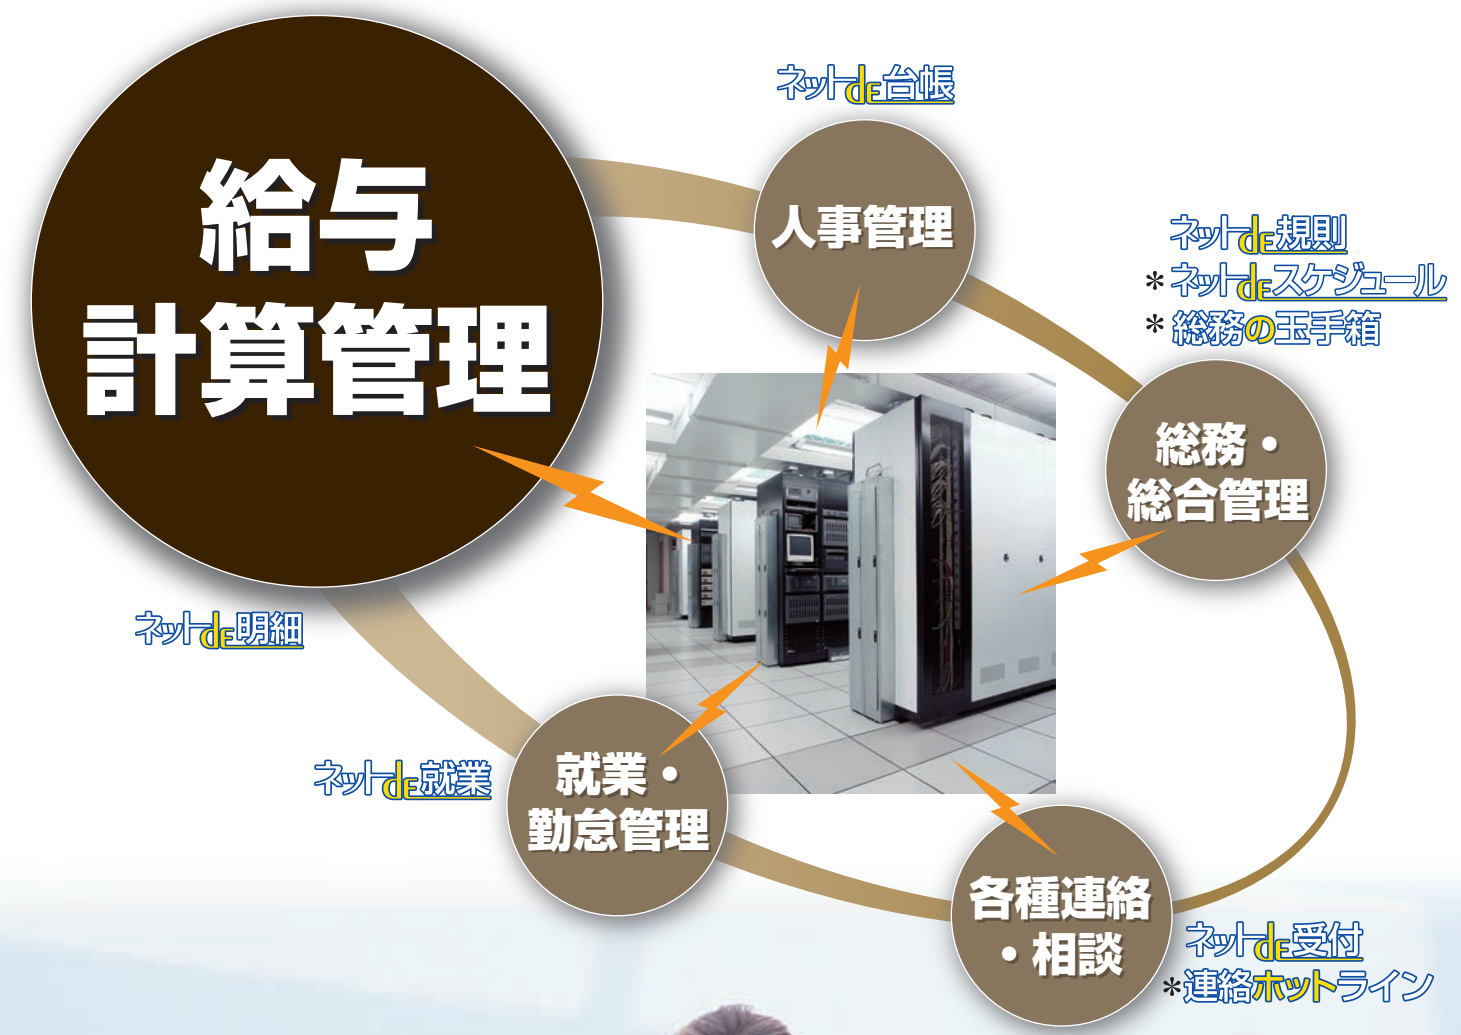 給与
計算管理
ネットdE明細
ネットdE台帳
人事管理
ネットdE規則
*ネットdEスケジュール
*総務の玉手箱
総務・
総合管理
ネットdE就業
就業・
勤怠管理
各種連絡
・相談
ネットdE受付
*連絡ホットライン